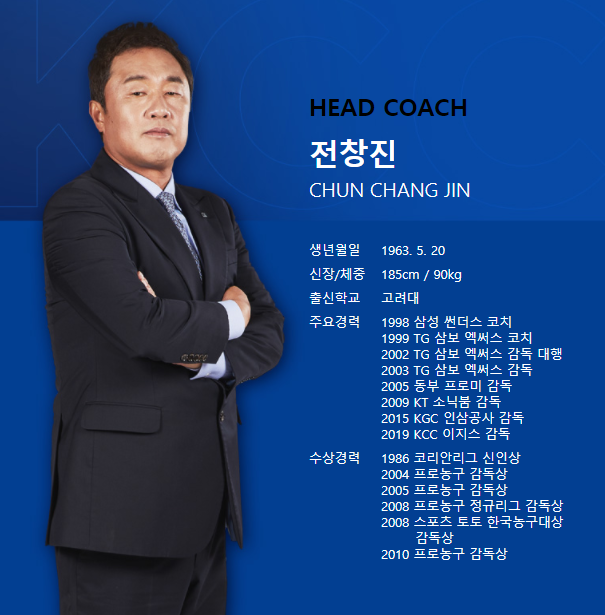 HEAD COACH
전창진
CHUN CHANG JIN
생년월일 1963. 5. 20
신장/체중 185cm / 90kg
출신학교 고려대
주요경력 1998 삼성 썬더스 코치
1999 TG 삼보 엑써스 코치
2002 TG 삼보 엑써스 감독 대행
2003 TG 삼보 엑써스 감독
2005 동부 프로미 감독
2009 KT 소닉붐 감독
2015 KGC 인삼공사 감독
2019 KCC 이지스 감독
수상경력 1986 코리안리그 신인상
2004 프로농구 감독상
2005 프로농구 감독상
2008 프로농구 정규리그 감독상
2008 스포츠 토토 한국농구대상
감독상
2010 프로농구 감독상